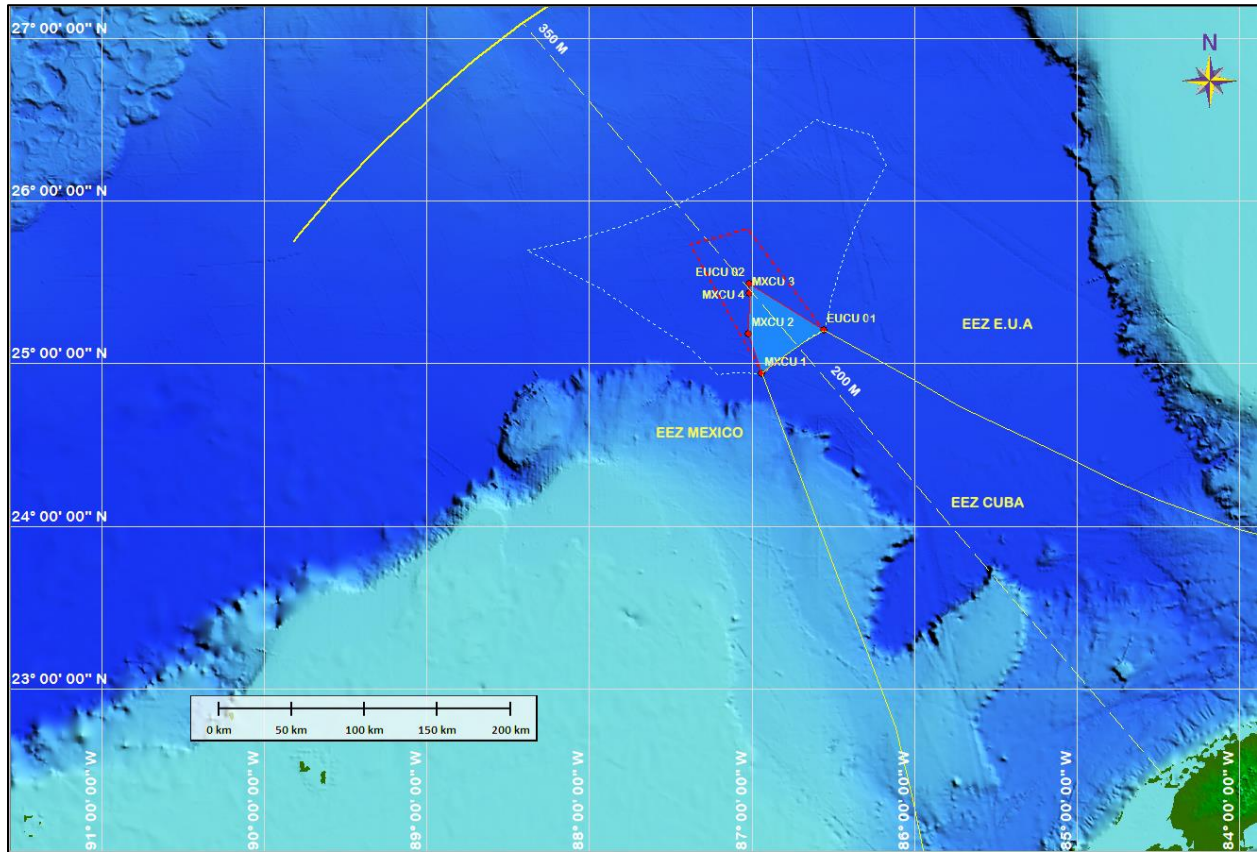 27° 00' 00" N
350 M
N
26° 00' 00" N
EUCU 02
MXCU 3
MXCU 4
MXCU 2
EUCU 01
EEZ E.U.A
25° 00' 00" N
MXCU 1
200 M
EEZ MEXICO
EEZ CUBA
24° 00' 00" N
23° 00' 00" N
0 km
50 km
100 km
150 km
200 km
91° 00' 00" W
90° 00' 00" W
89° 00' 00" W
88° 00' 00" W
87° 00' 00" W
86° 00' 00" W
85° 00' 00" W
84° 00' 00" W